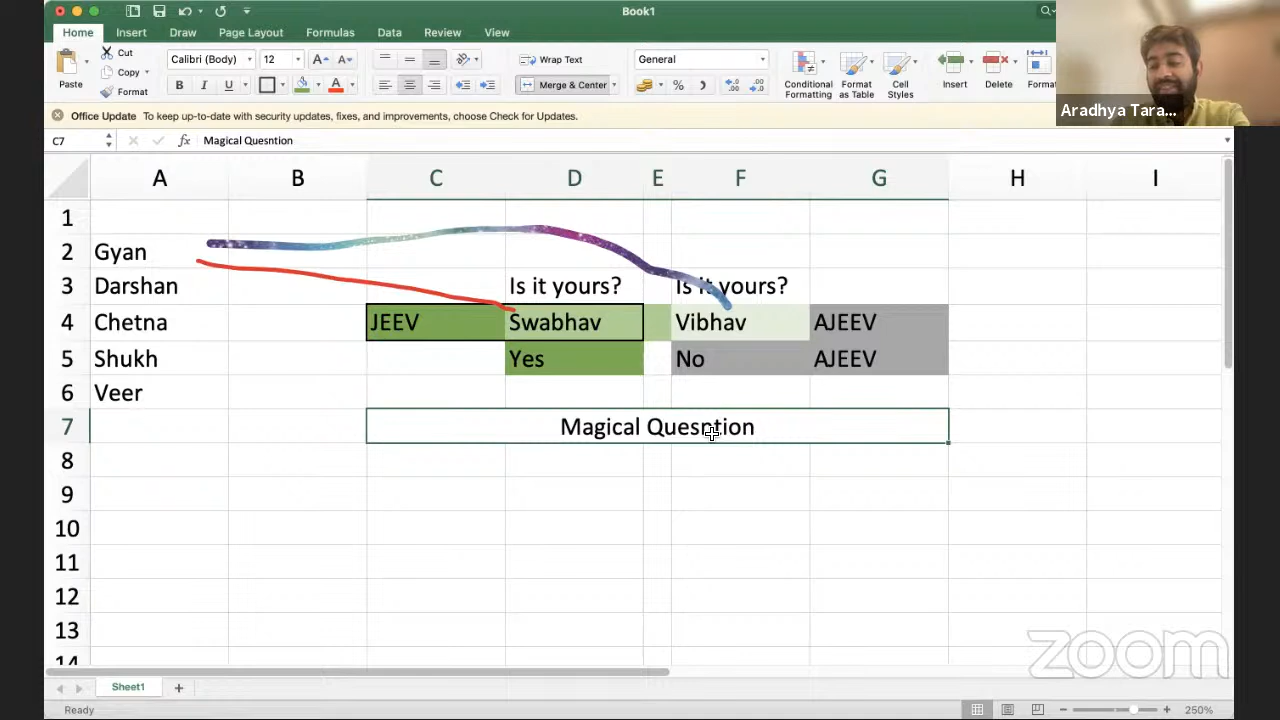 Book1
Home Insert Draw Page Layout Formulas Data Review View
Paste Cut Copy Format
Calibri (Body) 12 A A
B I U A
Wrap Text
Merge & Center
General
% )
Conditional Formatting Format as Table Cell Styles Insert Delete Format
Aradhya Tara...
Office Update To keep up-to-date with security updates, fixes, and improvements, choose Check for Updates.
C7 fx Magical Quesntion
A B C D E F G H I
1
2 Gyan
3 Darshan Is it yours? Is it yours?
4 Chetna JEEV Swabhav Vibhav AJEEV
5 Shukh Yes No AJEEV
6 Veer
7 Magical Quesntion
8
9
10
11
12
13
14
zoom
Sheet1 +
Ready 250%